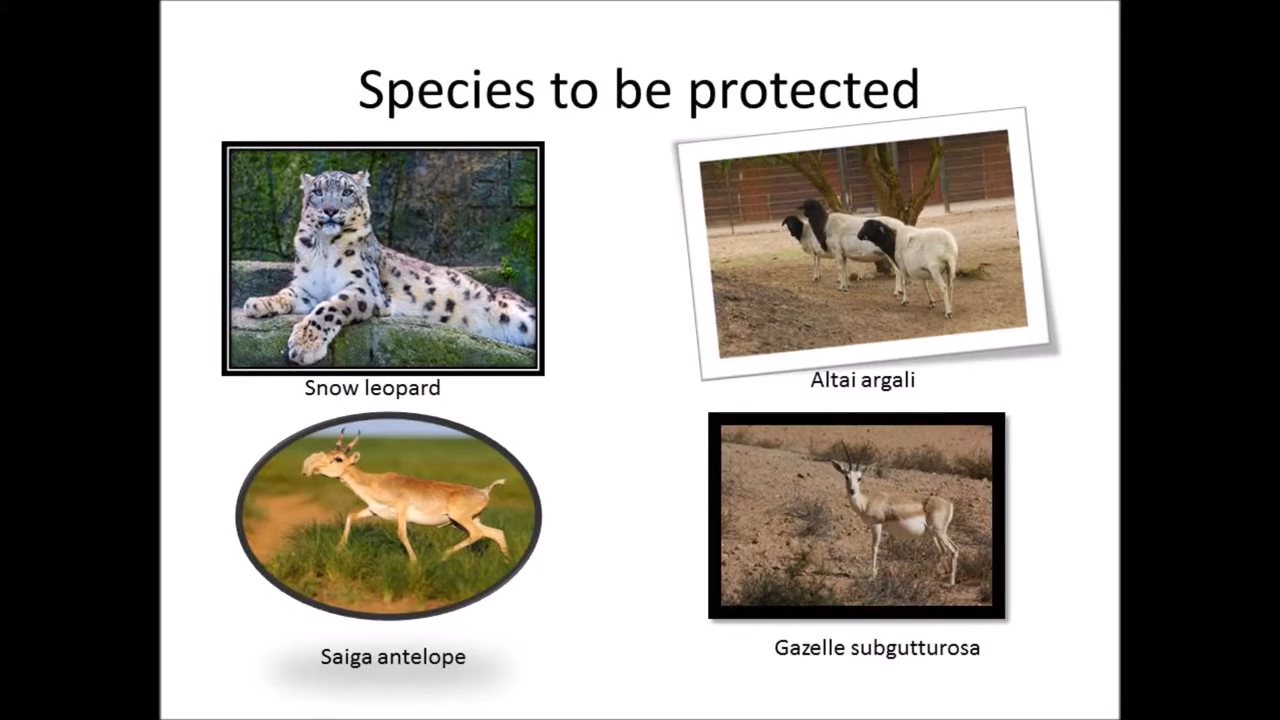 Species to be protected
Snow leopard
Altai argali
Saiga antelope
Gazelle subgutturosa